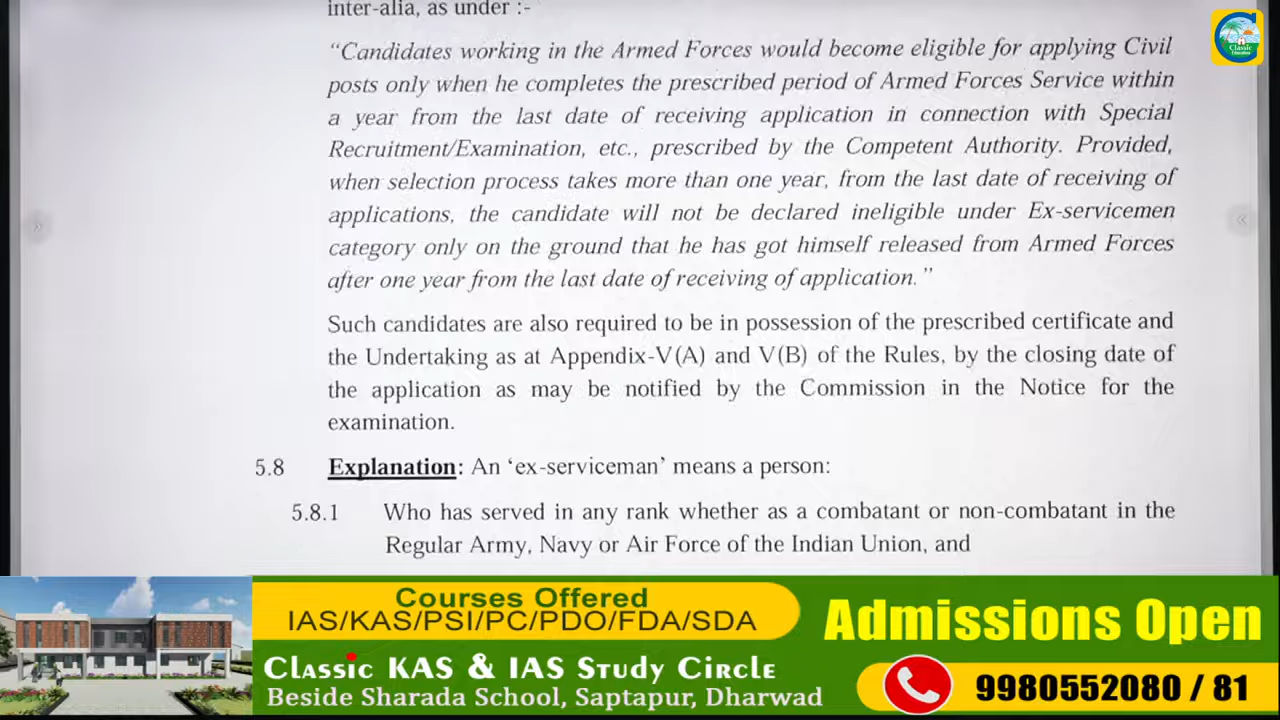 inter-alia, as under :-
Classic
Education
“Candidates working in the Armed Forces would become eligible for applying Civil
posts only when he completes the prescribed period of Armed Forces Service within
a year from the last date of receiving application in connection with Special
Recruitment/Examination, etc., prescribed by the Competent Authority. Provided,
when selection process takes more than one year, from the last date of receiving of
applications, the candidate will not be declared ineligible under Ex-servicemen
category only on the ground that he has got himself released from Armed Forces
after one year from the last date of receiving of application.”
Such candidates are also required to be in possession of the prescribed certificate and
the Undertaking as at Appendix-V(A) and V(B) of the Rules, by the closing date of
the application as may be notified by the Commission in the Notice for the
examination.
5.8 Explanation: An ‘ex-serviceman’ means a person:
5.8.1 Who has served in any rank whether as a combatant or non-combatant in the
Regular Army, Navy or Air Force of the Indian Union, and
Courses Offered
IAS/KAS/PSI/PC/PDO/FDA/SDA
Classic KAS & IAS Study Circle
Beside Sharada School, Saptapur, Dharwad
Admissions Open
9980552080 / 81